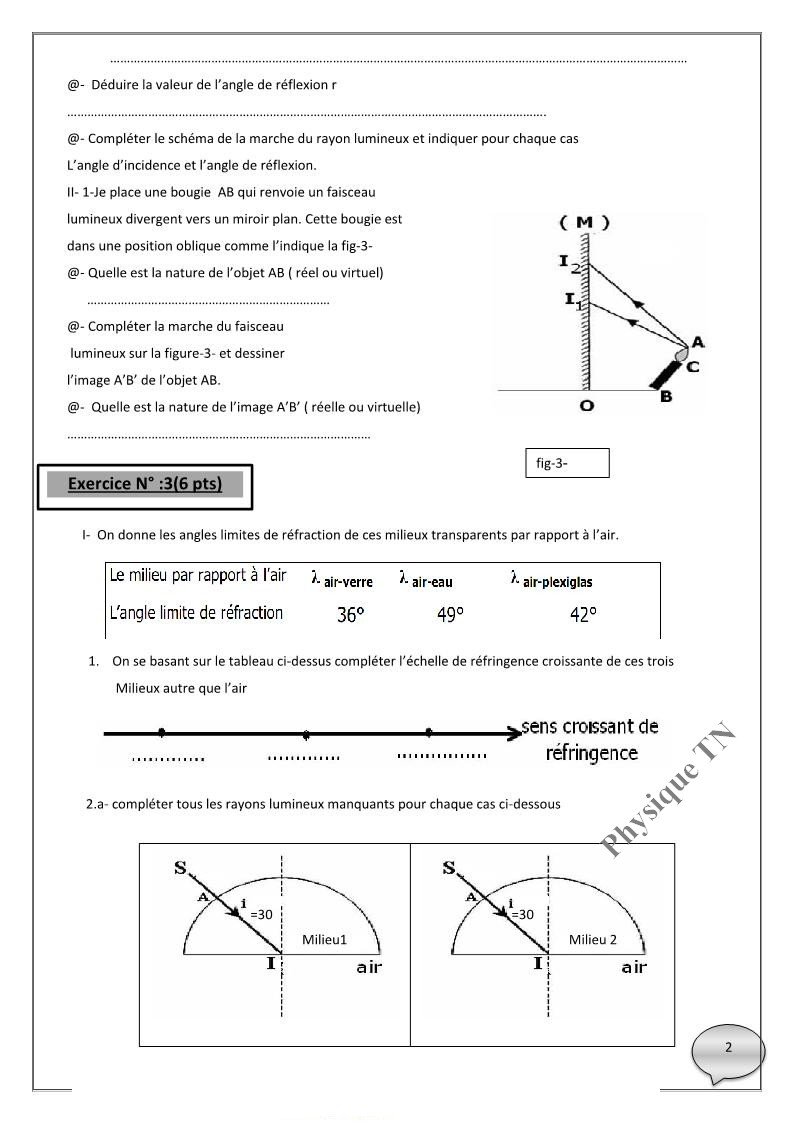 ……………………………………………………………………………………………………………………………
@- Déduire la valeur de l’angle de réflexion r
……………………………………………………………………………………………………………………….
@- Compléter le schéma de la marche du rayon lumineux et indiquer pour chaque cas
L’angle d’incidence et l’angle de réflexion.
II- 1-Je place une bougie AB qui renvoie un faisceau
lumineux divergent vers un miroir plan. Cette bougie est
dans une position oblique comme l’indique la fig-3-
@- Quelle est la nature de l’objet AB ( réel ou virtuel)
………………………………………………………………
@- Compléter la marche du faisceau
lumineux sur la figure-3- et dessiner
l’image A’B’ de l’objet AB.
@- Quelle est la nature de l’image A’B’ ( réelle ou virtuelle)
………………………………………………………………………………
( M )
I2
I1
A
C
B
O
fig-3-
Exercice N° :3(6 pts)
I- On donne les angles limites de réfraction de ces milieux transparents par rapport à l’air.
Le milieu par rapport à l’air λ air-verre λ air-eau λ air-plexiglas
L’angle limite de réfraction 36° 49° 42°
1. On se basant sur le tableau ci-dessus compléter l’échelle de réfringence croissante de ces trois
Milieux autre que l’air
sens croissant de
............ ............ ............... réfringence
Physique TN
2.a- compléter tous les rayons lumineux manquants pour chaque cas ci-dessous
S
A
i
=30
Milieu1
I
air
S
A
i
=30
Milieu 2
I
air
2